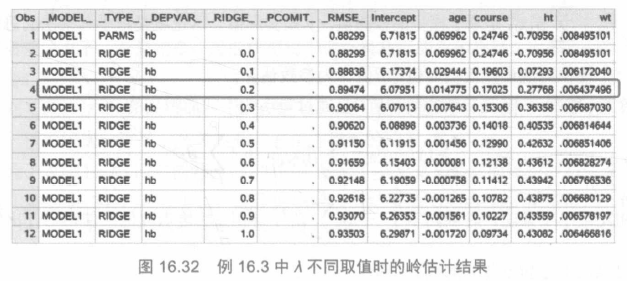 Obs _MODEL_ _TYPE_ _DEPVAR_ _RIDGE_ _PCOMIT_ _RMSE_ Intercept age course ht wt
1 MODEL1 PARMS hb . . 0.88299 6.71815 0.069962 0.24746 -0.70956 .008495101
2 MODEL1 RIDGE hb 0.0 . 0.88299 6.71815 0.069962 0.24746 -0.70956 .008495101
3 MODEL1 RIDGE hb 0.1 . 0.88838 6.17374 0.029444 0.19603 0.07293 .006172040
4 MODEL1 RIDGE hb 0.2 . 0.89474 6.07951 0.014775 0.17025 0.27768 .006437496
5 MODEL1 RIDGE hb 0.3 . 0.90064 6.07013 0.007643 0.15306 0.36358 .006687030
6 MODEL1 RIDGE hb 0.4 . 0.90620 6.08898 0.003736 0.14018 0.40535 .006814644
7 MODEL1 RIDGE hb 0.5 . 0.91150 6.11915 0.001456 0.12990 0.42632 .006851406
8 MODEL1 RIDGE hb 0.6 . 0.91659 6.15403 0.000081 0.12138 0.43612 .006828274
9 MODEL1 RIDGE hb 0.7 . 0.92148 6.19059 -0.000758 0.11412 0.43942 .006766536
10 MODEL1 RIDGE hb 0.8 . 0.92618 6.22735 -0.001265 0.10782 0.43875 .006680129
11 MODEL1 RIDGE hb 0.9 . 0.93070 6.26353 -0.001561 0.10227 0.43559 .006578197
12 MODEL1 RIDGE hb 1.0 . 0.93503 6.29871 -0.001720 0.09734 0.43082 .006466816
图 16.32 例 16.3 中 λ 不同取值时的岭估计结果